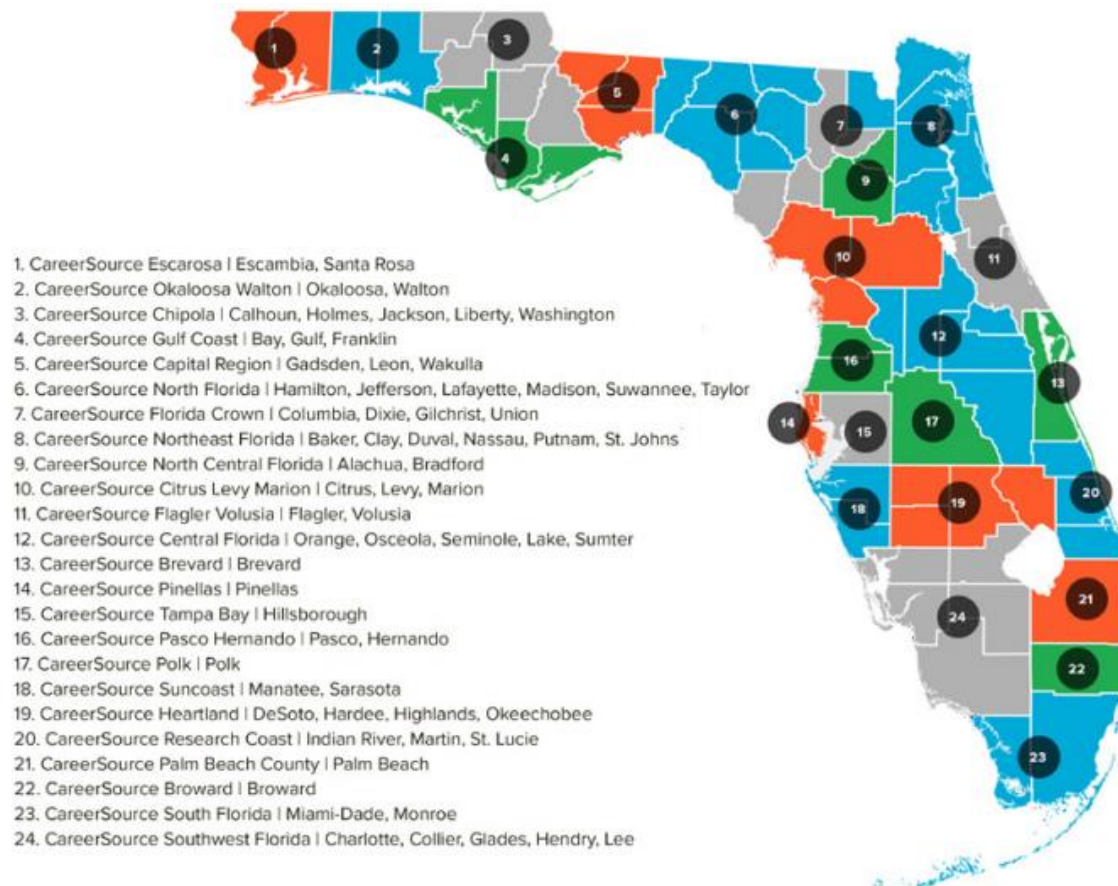 1
2
3
4
5
6
7
8
9
10
11
12
13
14
15
16
17
18
19
20
21
22
23
24
1. CareerSource Escarosa | Escambia, Santa Rosa
2. CareerSource Okaloosa Walton | Okaloosa, Walton
3. CareerSource Chipola | Calhoun, Holmes, Jackson, Liberty, Washington
4. CareerSource Gulf Coast | Bay, Gulf, Franklin
5. CareerSource Capital Region | Gadsden, Leon, Wakulla
6. CareerSource North Florida | Hamilton, Jefferson, Lafayette, Madison, Suwannee, Taylor
7. CareerSource Florida Crown | Columbia, Dixie, Gilchrist, Union
8. CareerSource Northeast Florida | Baker, Clay, Duval, Nassau, Putnam, St. Johns
9. CareerSource North Central Florida | Alachua, Bradford
10. CareerSource Citrus Levy Marion | Citrus, Levy, Marion
11. CareerSource Flagler Volusia | Flagler, Volusia
12. CareerSource Central Florida | Orange, Osceola, Seminole, Lake, Sumter
13. CareerSource Brevard | Brevard
14. CareerSource Pinellas | Pinellas
15. CareerSource Tampa Bay | Hillsborough
16. CareerSource Pasco Hernando | Pasco, Hernando
17. CareerSource Polk | Polk
18. CareerSource Suncoast | Manatee, Sarasota
19. CareerSource Heartland | DeSoto, Hardee, Highlands, Okeechobee
20. CareerSource Research Coast | Indian River, Martin, St. Lucie
21. CareerSource Palm Beach County | Palm Beach
22. CareerSource Broward | Broward
23. CareerSource South Florida | Miami-Dade, Monroe
24. CareerSource Southwest Florida | Charlotte, Collier, Glades, Hendry, Lee